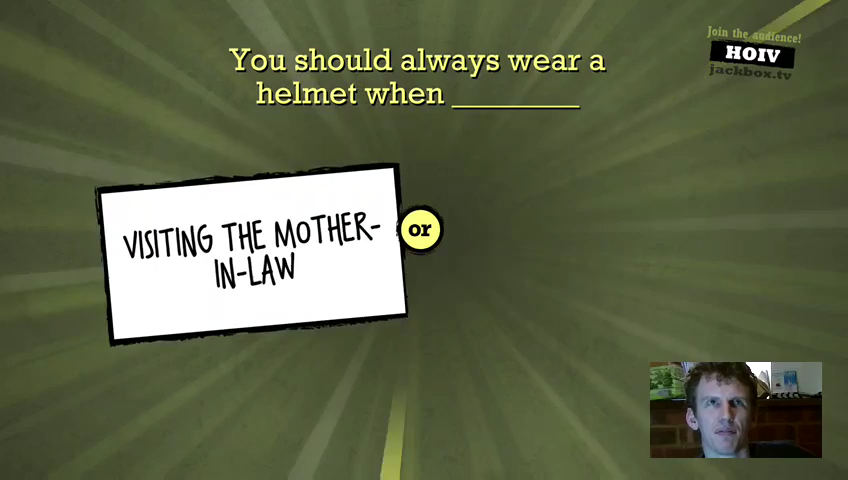 You should always wear a
helmet when ________
Join the audience!
HOIV
jackbox.tv
VISITING THE MOTHER-
IN-LAW
or